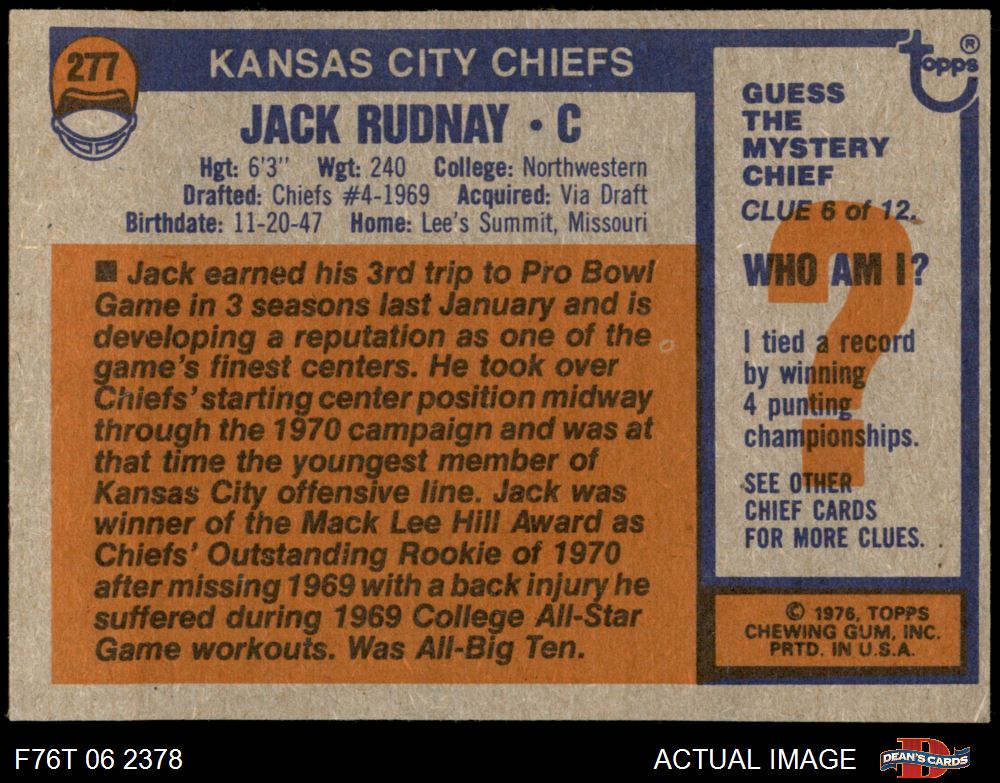 277
KANSAS CITY CHIEFS
JACK RUDNAY • C
Hgt: 6'3" Wgt: 240 College: Northwestern
Drafted: Chiefs #4-1969 Acquired: Via Draft
Birthdate: 11-20-47 Home: Lee's Summit, Missouri
■ Jack earned his 3rd trip to Pro Bowl
Game in 3 seasons last January and is
developing a reputation as one of the
game's finest centers. He took over
Chiefs' starting center position midway
through the 1970 campaign and was at
that time the youngest member of
Kansas City offensive line. Jack was
winner of the Mack Lee Hill Award as
Chiefs' Outstanding Rookie of 1970
after missing 1969 with a back injury he
suffered during 1969 College All-Star
Game workouts. Was All-Big Ten.
topps ®
GUESS
THE
MYSTERY
CHIEF
CLUE 6 of 12.
WHO AM I?
?
I tied a record
by winning
4 punting
championships.
SEE OTHER
CHIEF CARDS
FOR MORE CLUES.
© 1976, TOPPS
CHEWING GUM, INC.
PRTD. IN U.S.A.
F76T 06 2378
ACTUAL IMAGE
D
DEAN'S CARDS